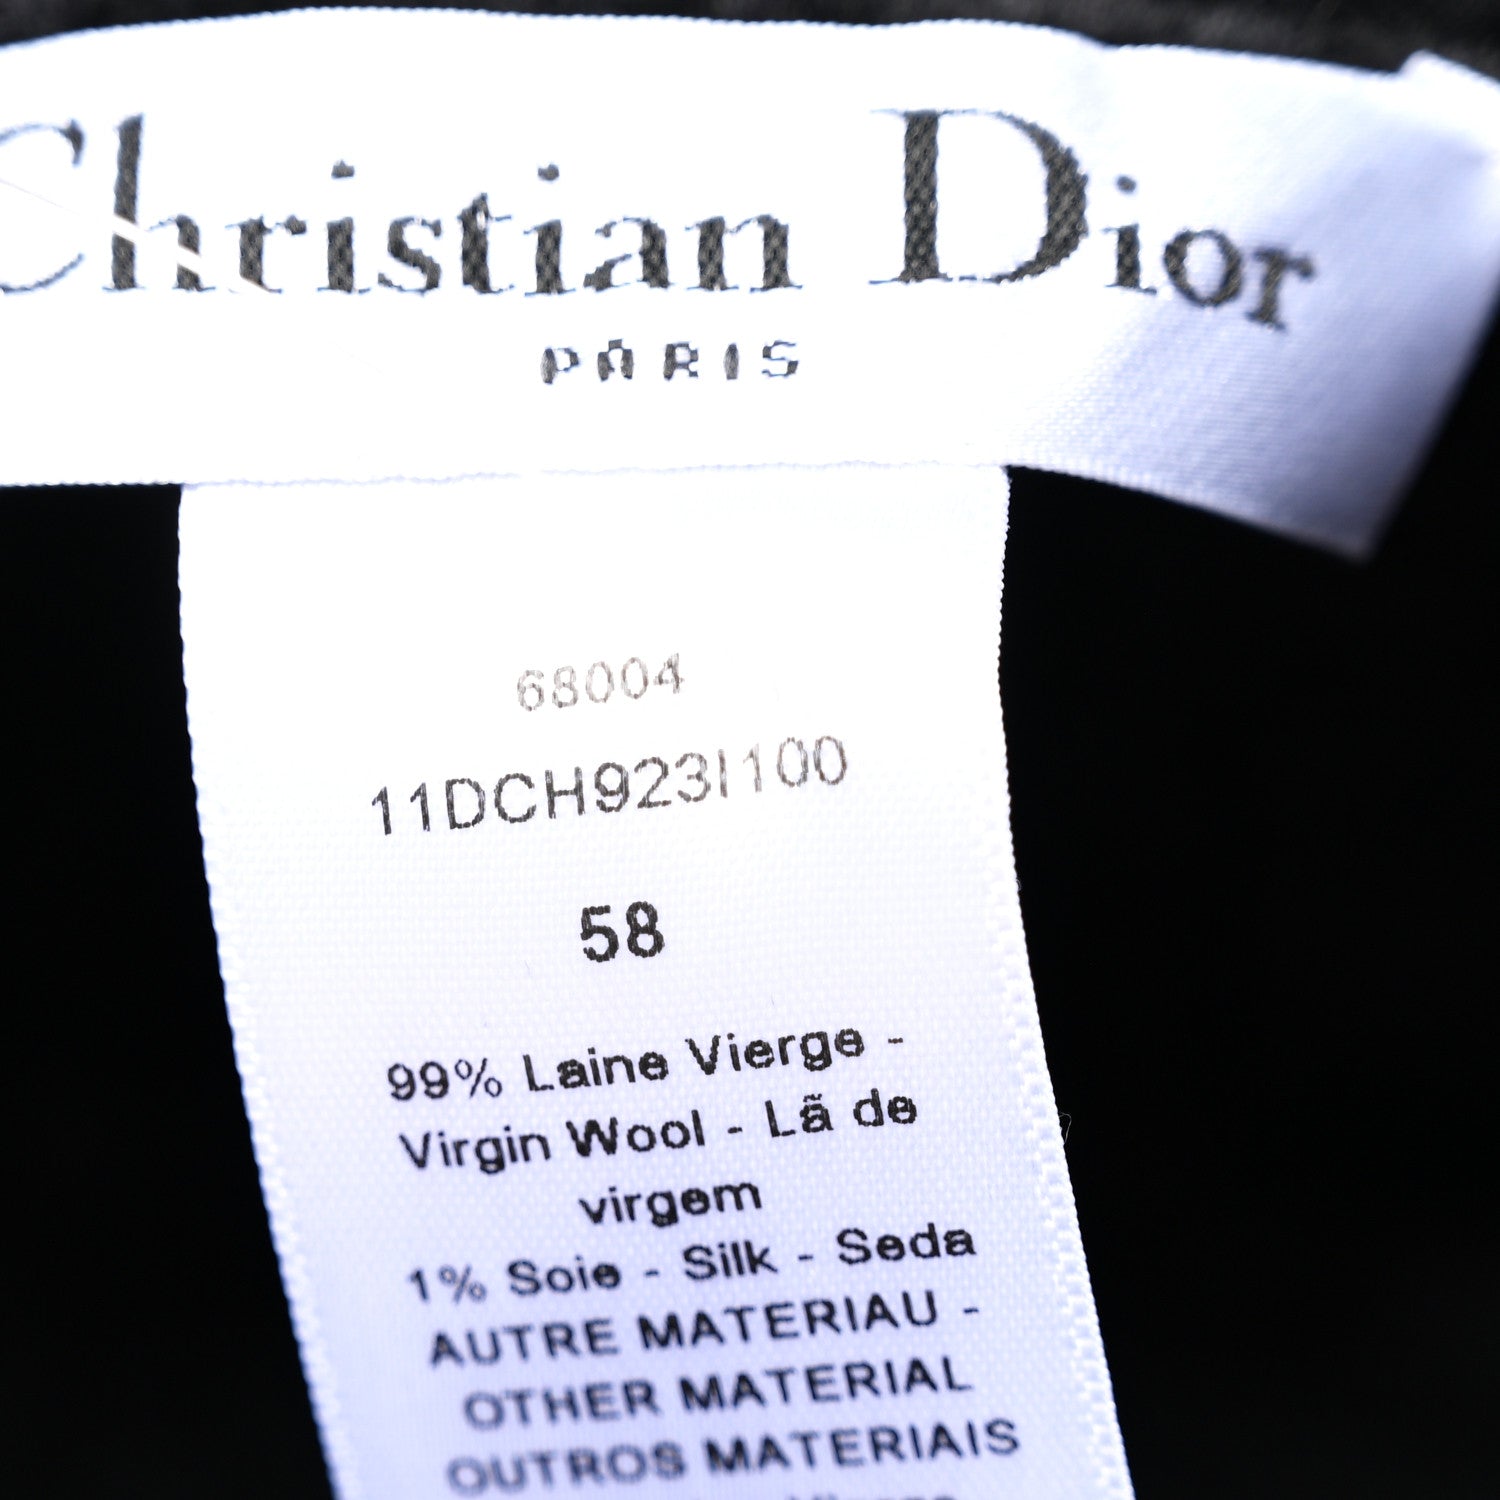 Christian Dior
PARIS
68004
11DCH923I100
58
99% Laine Vierge -
Virgin Wool - Lã de
virgem
1% Soie - Silk - Seda
AUTRE MATERIAU -
OTHER MATERIAL
OUTROS MATERIAIS